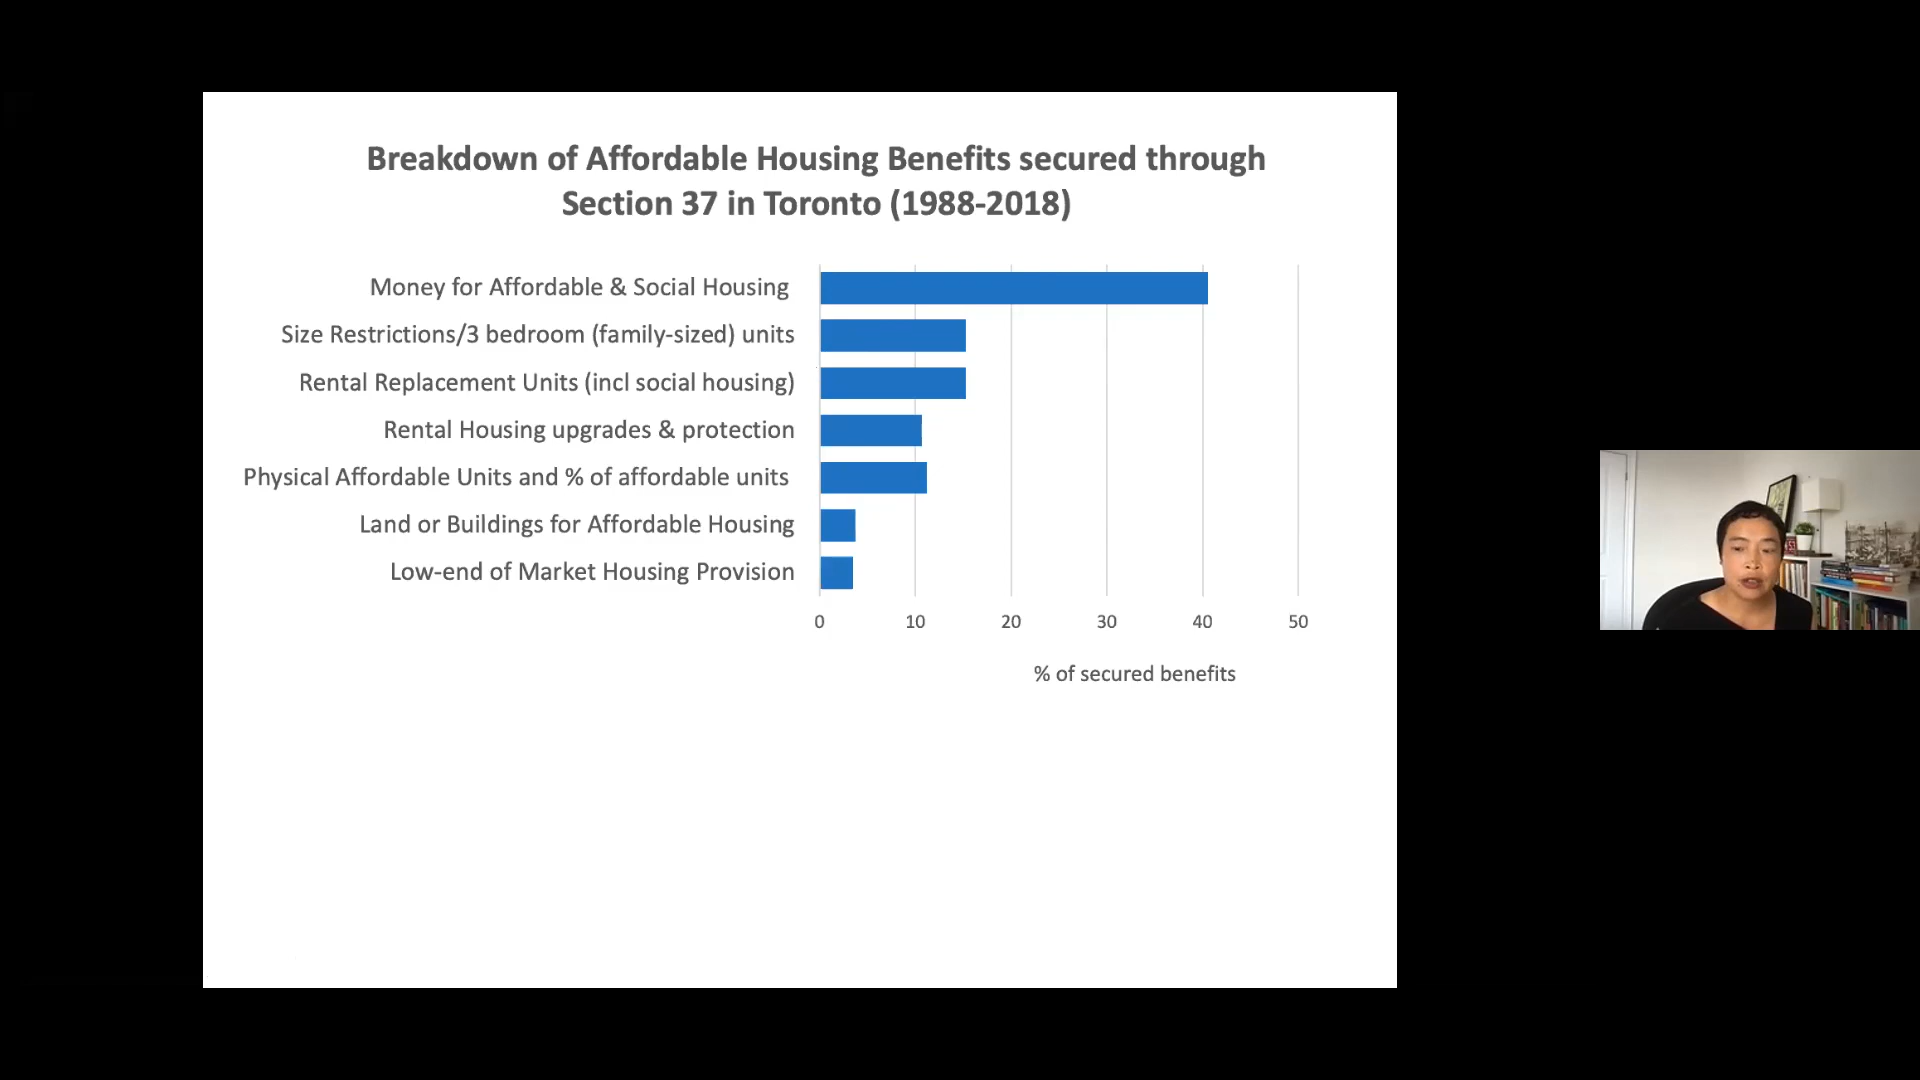 Breakdown of Affordable Housing Benefits secured through
Section 37 in Toronto (1988-2018)
Money for Affordable & Social Housing
Size Restrictions/3 bedroom (family-sized) units
Rental Replacement Units (incl social housing)
Rental Housing upgrades & protection
Physical Affordable Units and % of affordable units
Land or Buildings for Affordable Housing
Low-end of Market Housing Provision
0 10 20 30 40 50
% of secured benefits